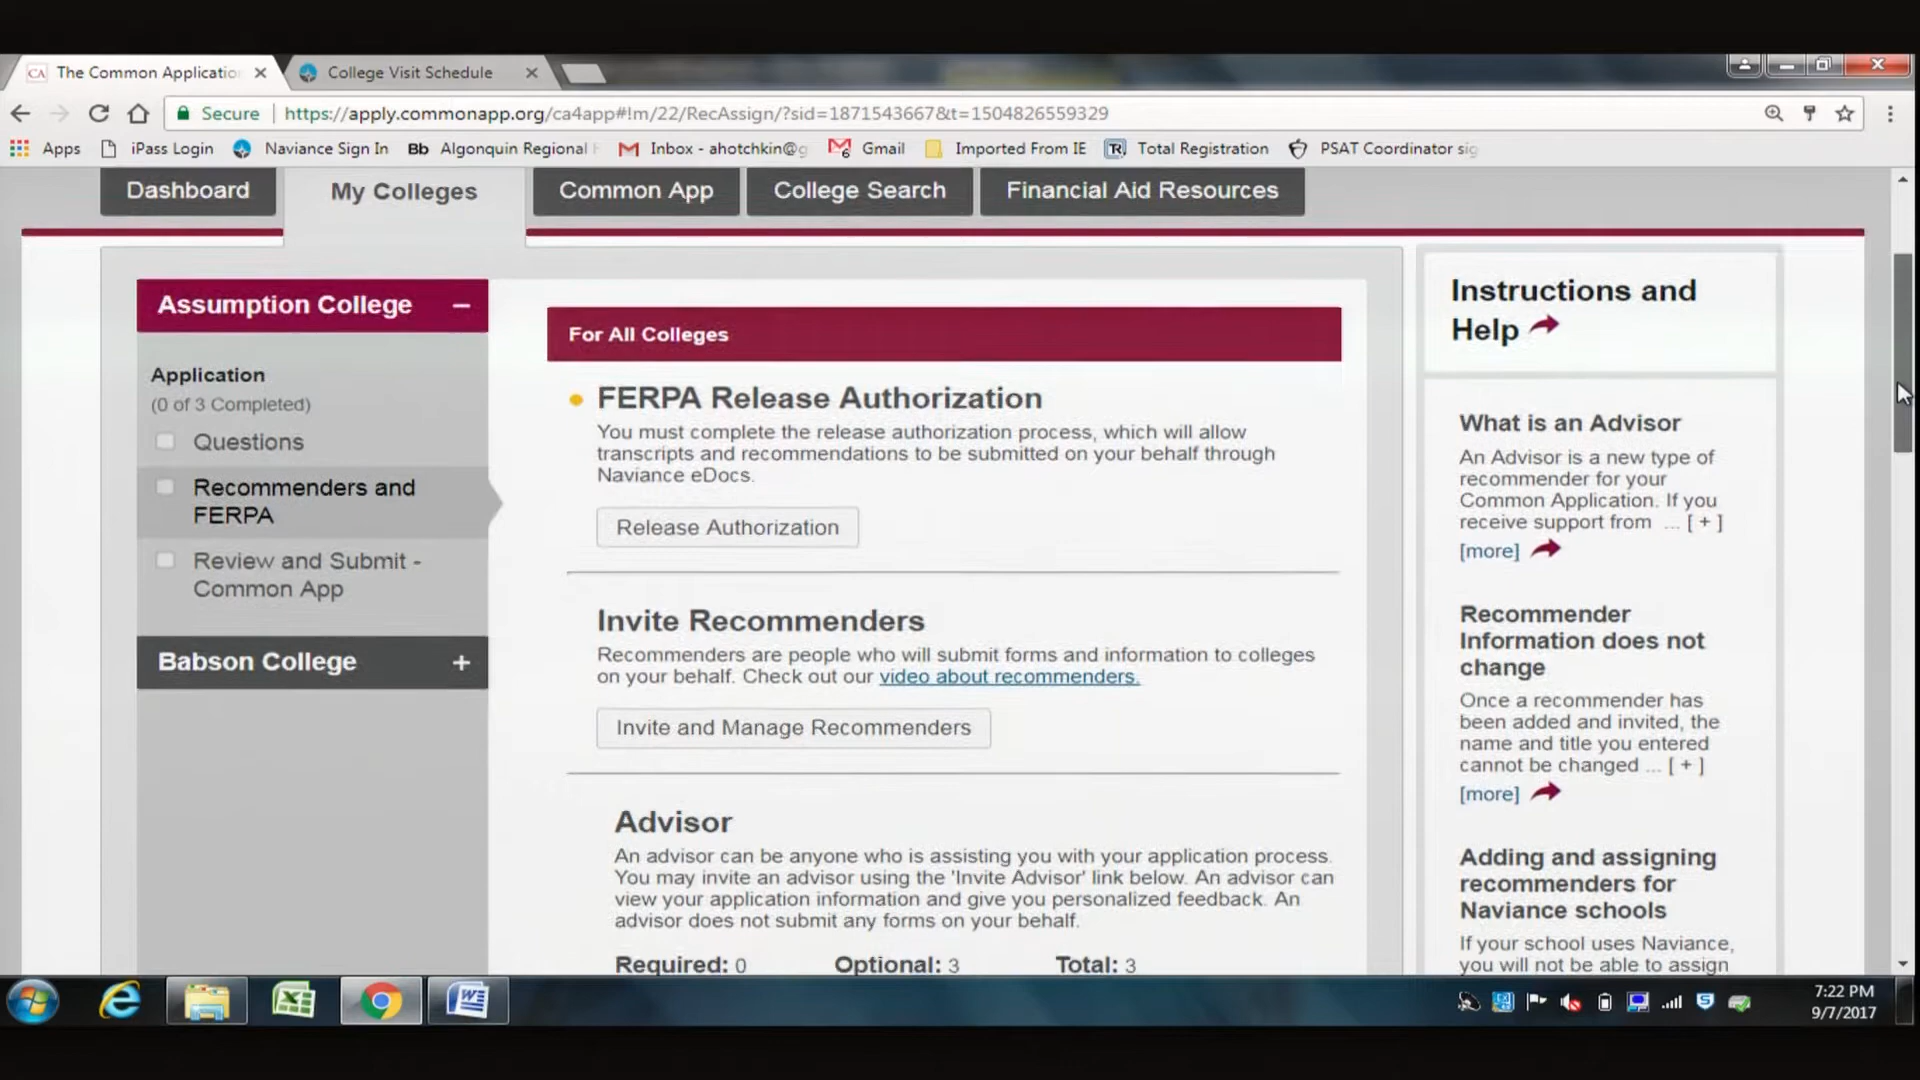 CA The Common Applicatio
College Visit Schedule
Secure
https://apply.commonapp.org/ca4app#!m/22/RecAssign/?sid=1871543667&t=1504826559329
Apps
iPass Login
Naviance Sign In
Bb Algonquin Regional
Inbox - ahotchkin@g
Gmail
Imported From IE
Total Registration
PSAT Coordinator sig
Dashboard
My Colleges
Common App
College Search
Financial Aid Resources
Assumption College –
Application
(0 of 3 Completed)
Questions
Recommenders and
FERPA
Review and Submit -
Common App
Babson College +
For All Colleges
FERPA Release Authorization
You must complete the release authorization process, which will allow
transcripts and recommendations to be submitted on your behalf through
Naviance eDocs.
Release Authorization
Invite Recommenders
Recommenders are people who will submit forms and information to colleges
on your behalf. Check out our video about recommenders.
Invite and Manage Recommenders
Advisor
An advisor can be anyone who is assisting you with your application process.
You may invite an advisor using the 'Invite Advisor' link below. An advisor can
view your application information and give you personalized feedback. An
advisor does not submit any forms on your behalf.
Required: 0 Optional: 3 Total: 3
Instructions and
Help
What is an Advisor
An Advisor is a new type of
recommender for your
Common Application. If you
receive support from ... [ + ]
[more]
Recommender
Information does not
change
Once a recommender has
been added and invited, the
name and title you entered
cannot be changed ... [ + ]
[more]
Adding and assigning
recommenders for
Naviance schools
If your school uses Naviance,
you will not be able to assign
7:22 PM
9/7/2017